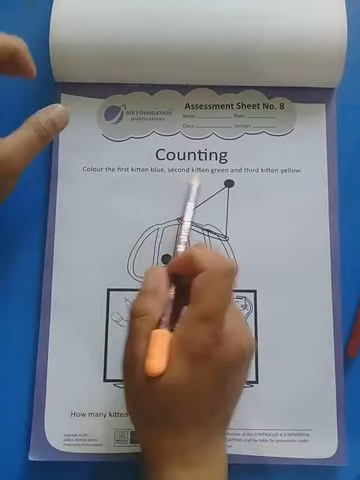 AIR FOUNDATION
publications
Assessment Sheet No. 8
Name: Date:
Class: Section:
Counting
Colour the first kitten blue, second kitten green and third kitten yellow.
How many kitten